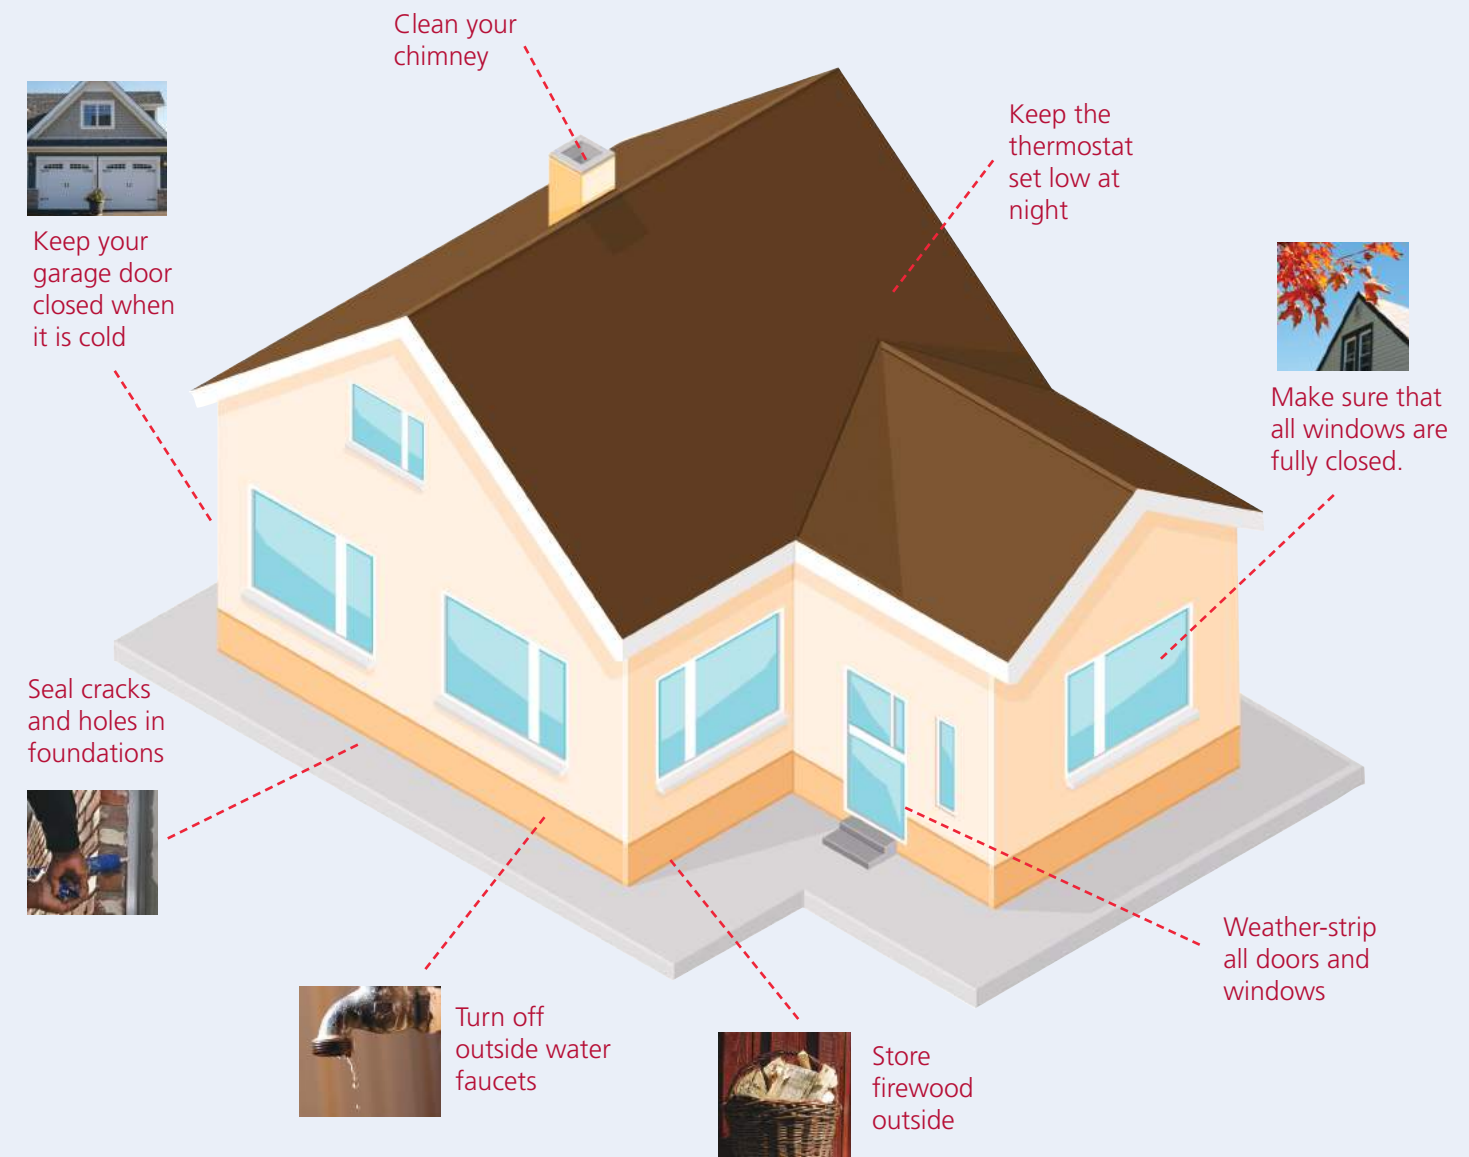 Clean your
chimney
Keep the
thermostat
set low at
night
Keep your
garage door
closed when
it is cold
Make sure that
all windows are
fully closed.
Seal cracks
and holes in
foundations
Weather-strip
all doors and
windows
Turn off
outside water
faucets
Store
firewood
outside